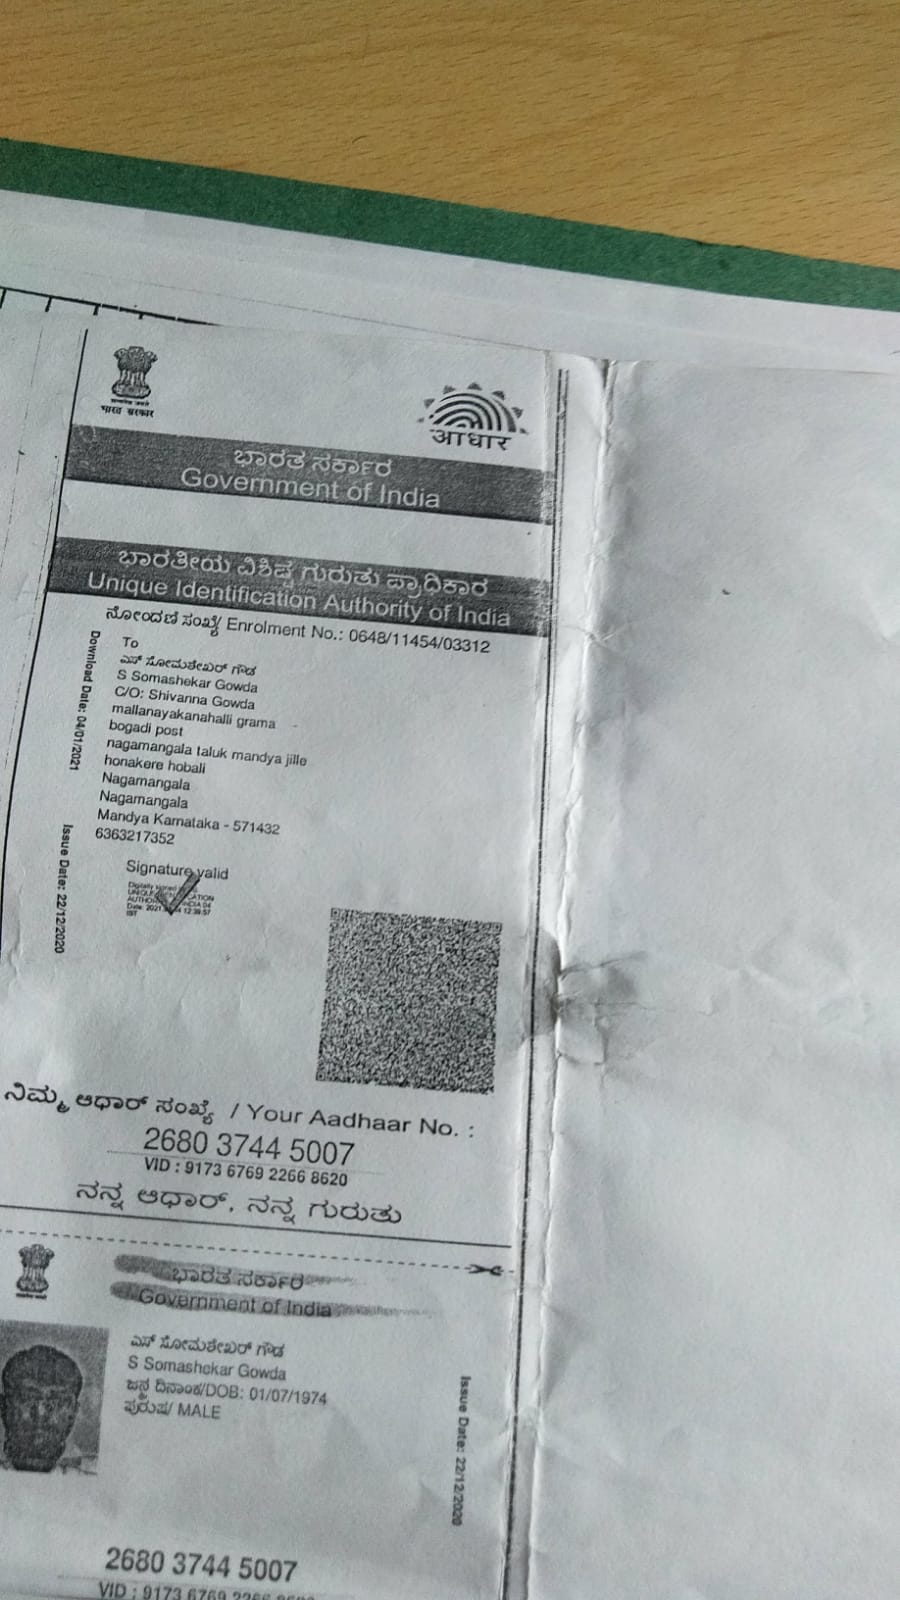 भारत सरकार
आधार
ಭಾರತ ಸರ್ಕಾರ
Government of India
ಭಾರತೀಯ ವಿಶಿಷ್ಟ ಗುರುತು ಪ್ರಾಧಿಕಾರ
Unique Identification Authority of India
ನೋಂದಣಿ ಸಂಖ್ಯೆ/ Enrolment No.: 0648/11454/03312
Download Date: 04/01/2021
Issue Date: 22/12/2020
To
ಎಸ್ ಸೋಮಶೇಖರ್ ಗೌಡ
S Somashekar Gowda
C/O: Shivanna Gowda
mallanayakanahalli grama
bogadi post
nagamangala taluk mandya jille
honakere hobali
Nagamangala
Nagamangala
Mandya Karnataka - 571432
6363217352
Signature valid
ನಿಮ್ಮ ಆಧಾರ್ ಸಂಖ್ಯೆ / Your Aadhaar No. :
2680 3744 5007
VID : 9173 6769 2266 8620
ನನ್ನ ಆಧಾರ್, ನನ್ನ ಗುರುತು
ಭಾರತ ಸರ್ಕಾರ
Government of India
ಎಸ್ ಸೋಮಶೇಖರ್ ಗೌಡ
S Somashekar Gowda
ಜನ್ಮ ದಿನಾಂಕ/DOB: 01/07/1974
ಪುರುಷ/ MALE
Issue Date: 22/12/2020
2680 3744 5007
VID : 9173 6769